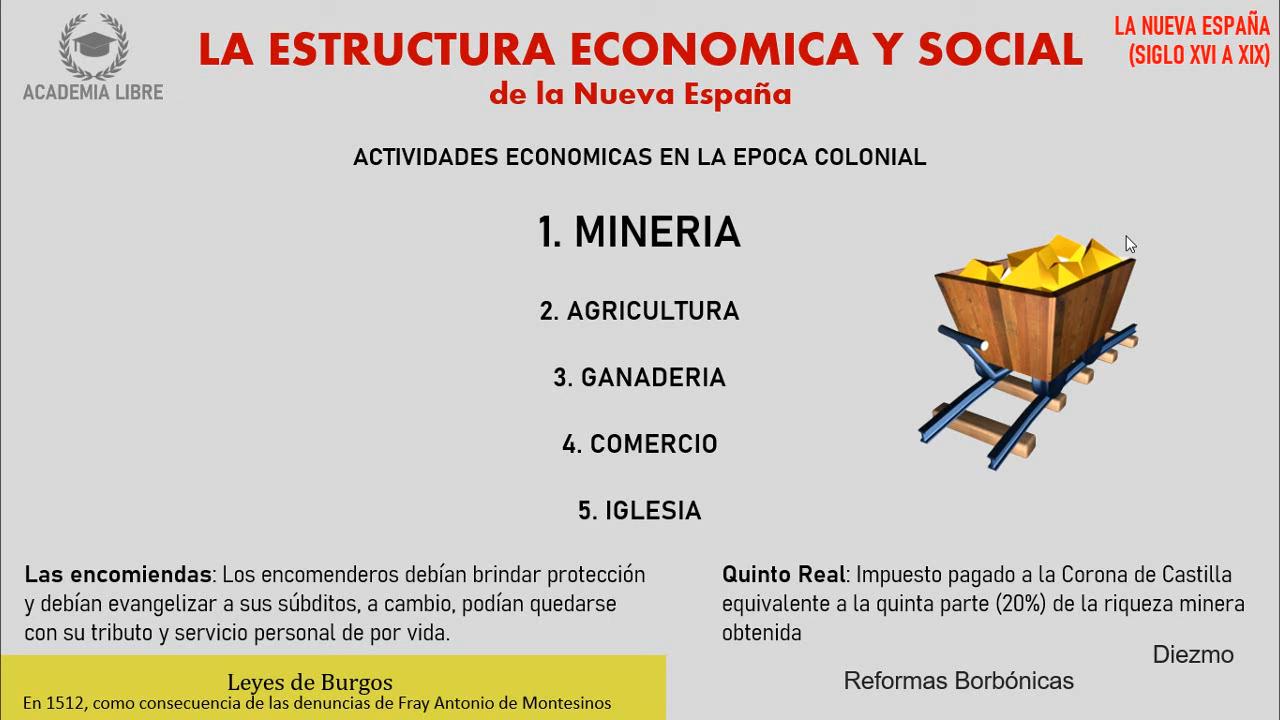 ACADEMIA LIBRE
LA ESTRUCTURA ECONOMICA Y SOCIAL
de la Nueva España
LA NUEVA ESPAÑA
(SIGLO XVI A XIX)
ACTIVIDADES ECONOMICAS EN LA EPOCA COLONIAL
1. MINERIA
2. AGRICULTURA
3. GANADERIA
4. COMERCIO
5. IGLESIA
Las encomiendas: Los encomenderos debían brindar protección
y debían evangelizar a sus súbditos, a cambio, podían quedarse
con su tributo y servicio personal de por vida.
Leyes de Burgos
En 1512, como consecuencia de las denuncias de Fray Antonio de Montesinos
Quinto Real: Impuesto pagado a la Corona de Castilla
equivalente a la quinta parte (20%) de la riqueza minera
obtenida
Diezmo
Reformas Borbónicas